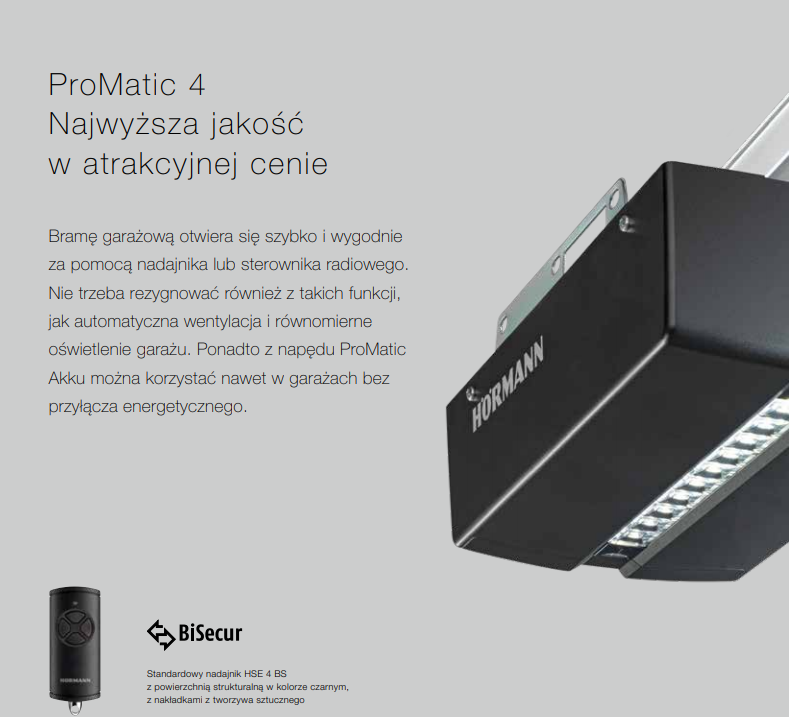 ProMatic 4
Najwyższa jakość
w atrakcyjnej cenie
Bramę garażową otwiera się szybko i wygodnie
za pomocą nadajnika lub sterownika radiowego.
Nie trzeba rezygnować również z takich funkcji,
jak automatyczna wentylacja i równomierne
oświetlenie garażu. Ponadto z napędu ProMatic
Akku można korzystać nawet w garażach bez
przyłącza energetycznego.
HÖRMANN
HÖRMANN
BiSecur
Standardowy nadajnik HSE 4 BS
z powierzchnią strukturalną w kolorze czarnym,
z nakładkami z tworzywa sztucznego